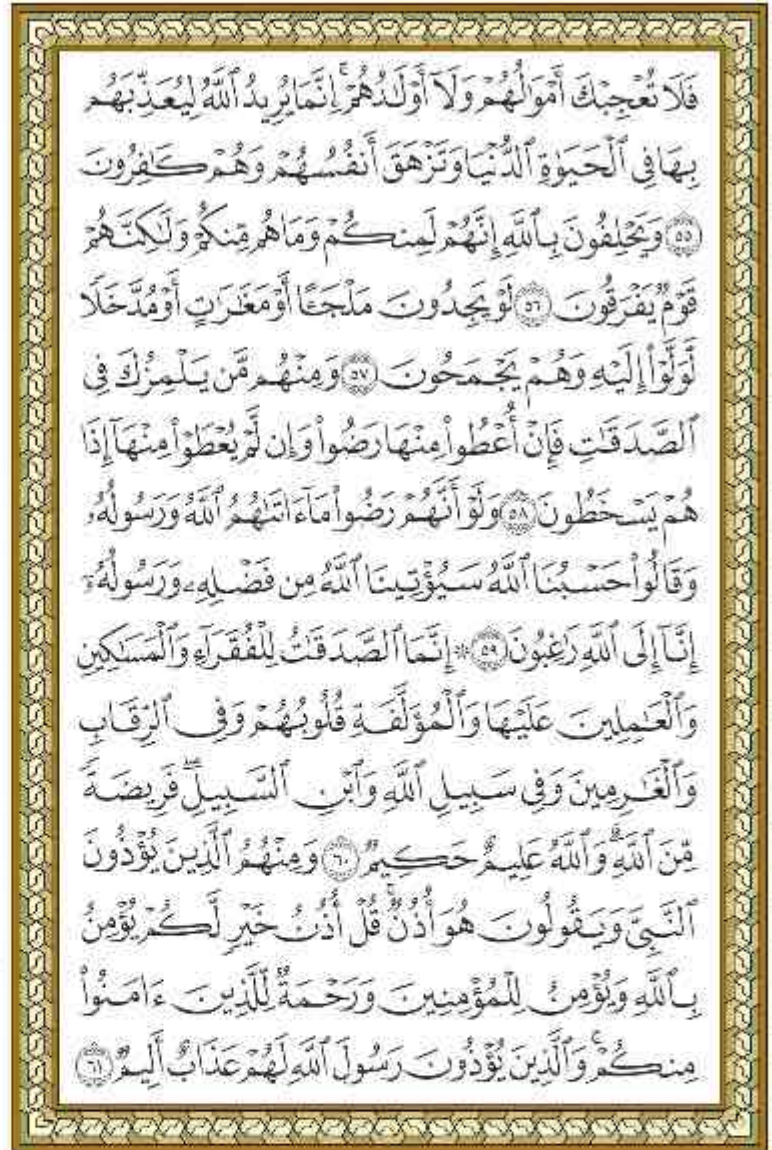 فَلَا تُعْجِبْكَ أَمْوَٰلُهُمْ وَلَآ أَوْلَٰدُهُمْ ۚ إِنَّمَا يُرِيدُ ٱللَّهُ لِيُعَذِّبَهُم
بِهَا فِى ٱلْحَيَوٰةِ ٱلدُّنْيَا وَتَزْهَقَ أَنفُسُهُمْ وَهُمْ كَٰفِرُونَ
٥٥ وَيَحْلِفُونَ بِٱللَّهِ إِنَّهُمْ لَمِنكُمْ وَمَا هُم مِّنكُمْ وَلَٰكِنَّهُمْ
قَوْمٌ يَفْرَقُونَ ٥٦ لَوْ يَجِدُونَ مَلْجَـًٔا أَوْ مَغَٰرَٰتٍ أَوْ مُدَّخَلًا
لَّوَلَّوْا۟ إِلَيْهِ وَهُمْ يَجْمَحُونَ ٥٧ وَمِنْهُم مَّن يَلْمِزُكَ فِى
ٱلصَّدَقَٰتِ فَإِنْ أُعْطُوا۟ مِنْهَا رَضُوا۟ وَإِن لَّمْ يُعْطَوْا۟ مِنْهَآ إِذَا
هُمْ يَسْخَطُونَ ٥٨ وَلَوْ أَنَّهُمْ رَضُوا۟ مَآ ءَاتَىٰهُمُ ٱللَّهُ وَرَسُولُهُۥ
وَقَالُوا۟ حَسْبُنَا ٱللَّهُ سَيُؤْتِينَا ٱللَّهُ مِن فَضْلِهِۦ وَرَسُولُهُۥٓ
إِنَّآ إِلَى ٱللَّهِ رَٰغِبُونَ ٥٩ * إِنَّمَا ٱلصَّدَقَٰتُ لِلْفُقَرَآءِ وَٱلْمَسَٰكِينِ
وَٱلْعَٰمِلِينَ عَلَيْهَا وَٱلْمُؤَلَّفَةِ قُلُوبُهُمْ وَفِى ٱلرِّقَابِ
وَٱلْغَٰرِمِينَ وَفِى سَبِيلِ ٱللَّهِ وَٱبْنِ ٱلسَّبِيلِ ۖ فَرِيضَةً
مِّنَ ٱللَّهِ ۗ وَٱللَّهُ عَلِيمٌ حَكِيمٌ ٦٠ وَمِنْهُمُ ٱلَّذِينَ يُؤْذُونَ
ٱلنَّبِىَّ وَيَقُولُونَ هُوَ أُذُنٌ ۚ قُلْ أُذُنُ خَيْرٍ لَّكُمْ يُؤْمِنُ
بِٱللَّهِ وَيُؤْمِنُ لِلْمُؤْمِنِينَ وَرَحْمَةٌ لِّلَّذِينَ ءَامَنُوا۟
مِنكُمْ ۚ وَٱلَّذِينَ يُؤْذُونَ رَسُولَ ٱللَّهِ لَهُمْ عَذَابٌ أَلِيمٌ ٦١